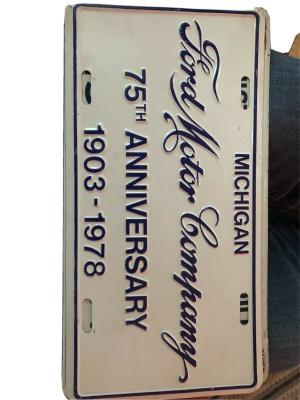 MICHIGAN
Ford Motor Company
75TH ANNIVERSARY
1903-1978